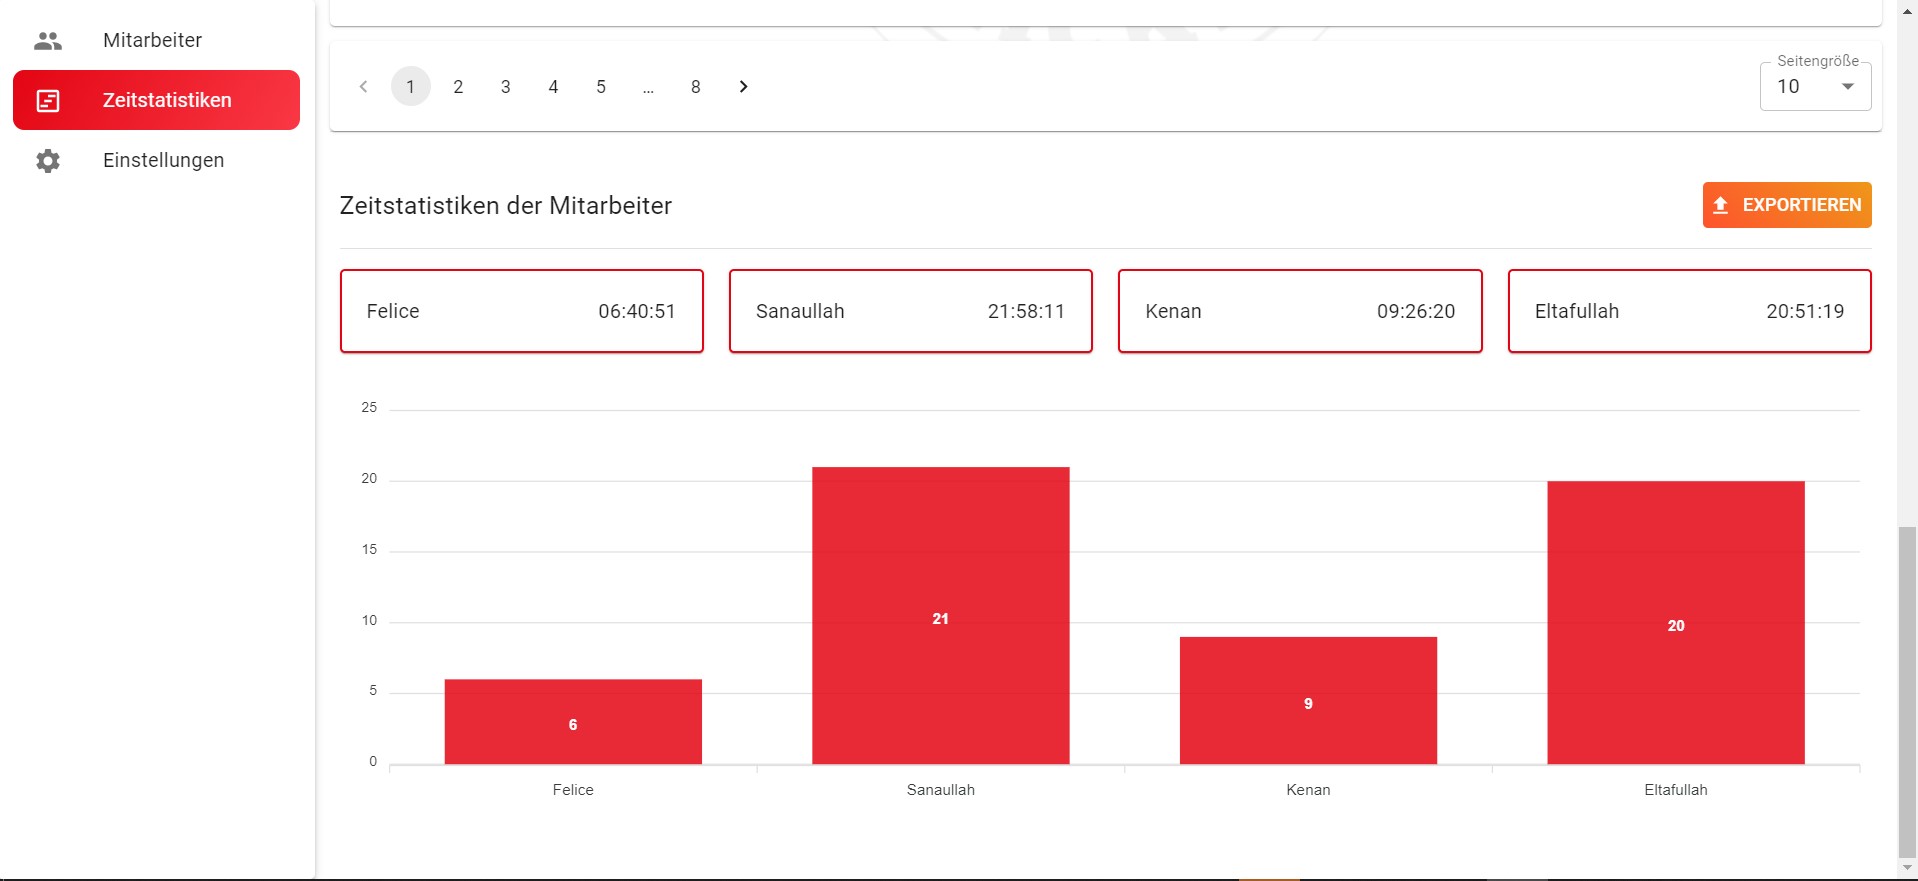 Mitarbeiter
Zeitstatistiken
Einstellungen
1 2 3 4 5 ... 8
Seitengröße
10
Zeitstatistiken der Mitarbeiter
EXPORTIEREN
Felice 06:40:51
Sanaullah 21:58:11
Kenan 09:26:20
Eltafullah 20:51:19
25
20
15
10
5
0
6
21
9
20
Felice
Sanaullah
Kenan
Eltafullah